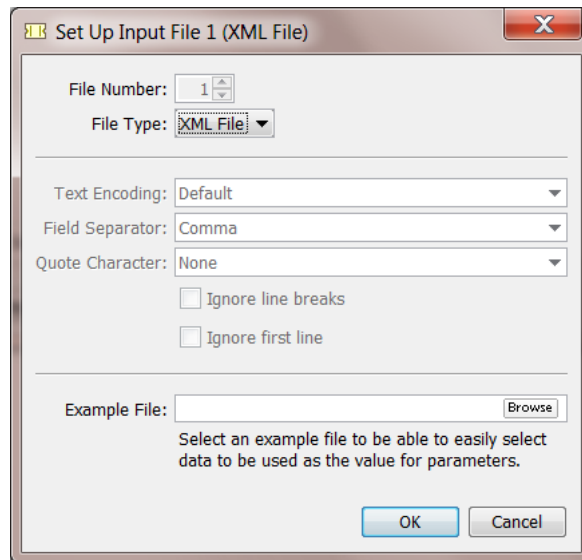 Set Up Input File 1 (XML File)
File Number: 1
File Type: XML File
Text Encoding: Default
Field Separator: Comma
Quote Character: None
Ignore line breaks
Ignore first line
Example File: Browse
Select an example file to be able to easily select
data to be used as the value for parameters.
OK Cancel